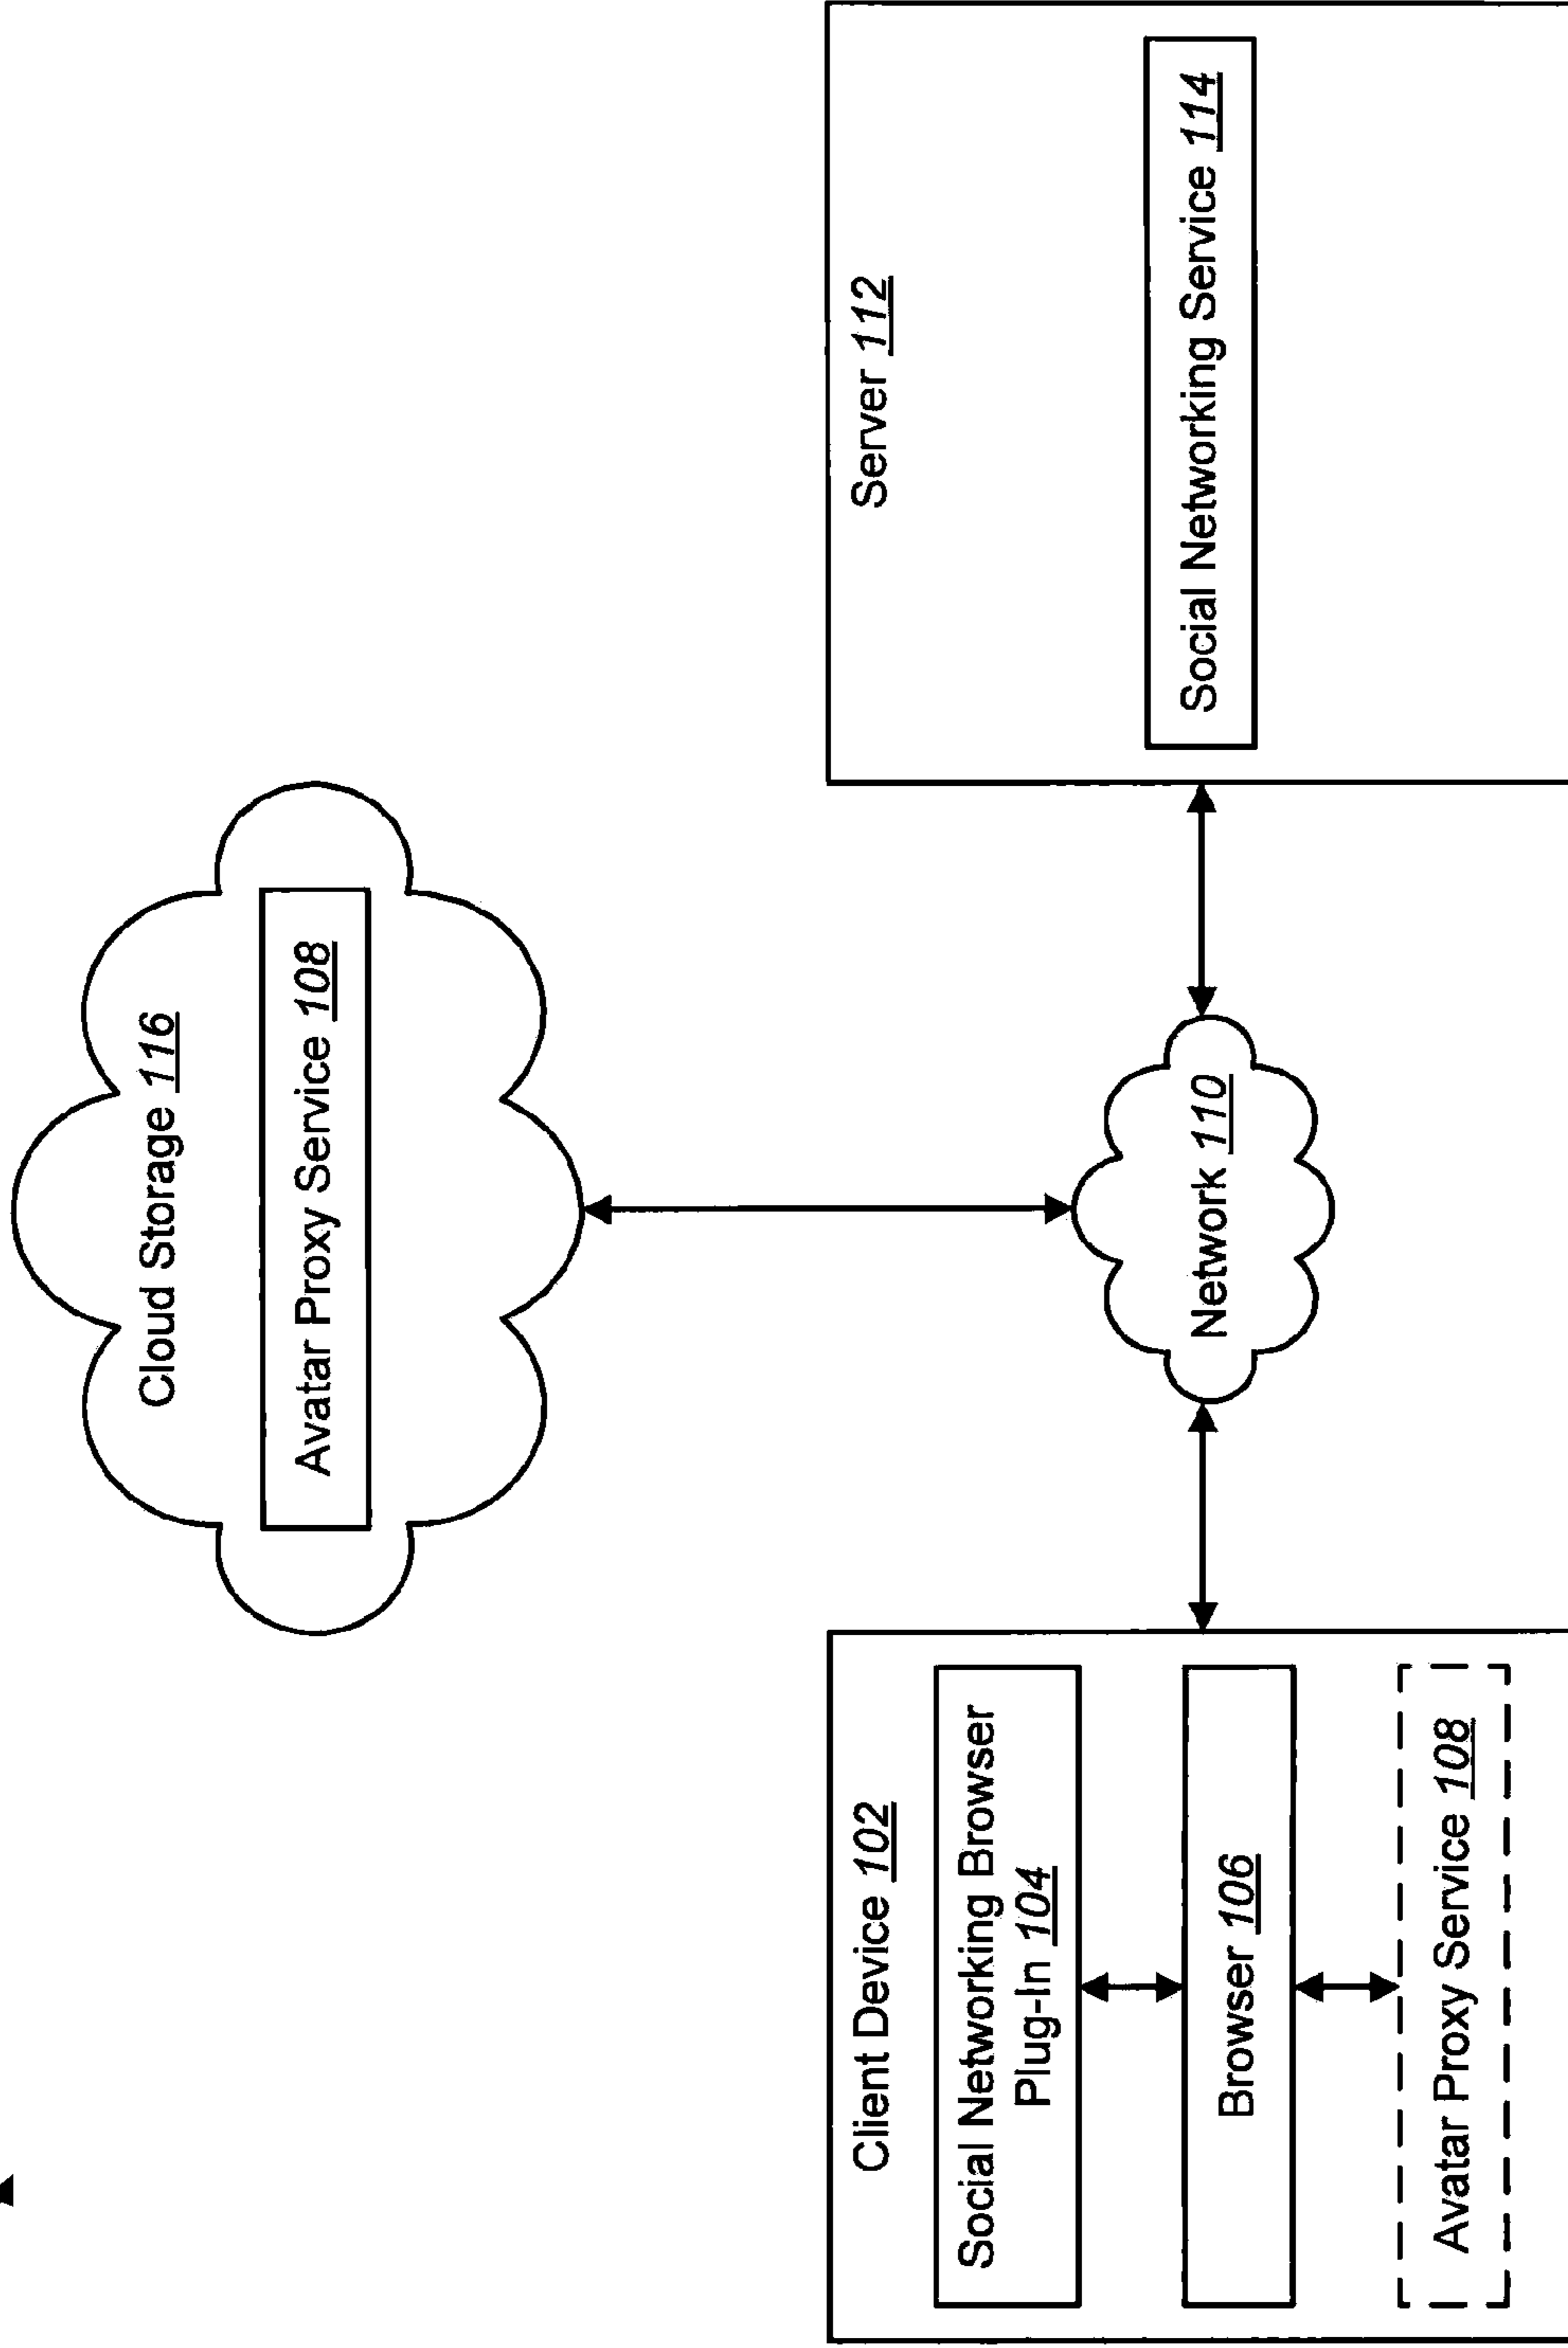 Cloud Storage 116
Avatar Proxy Service 108
Client Device 102
Social Networking Browser
Plug-In 104
Browser 106
Avatar Proxy Service 108
Network 110
Server 112
Social Networking Service 114